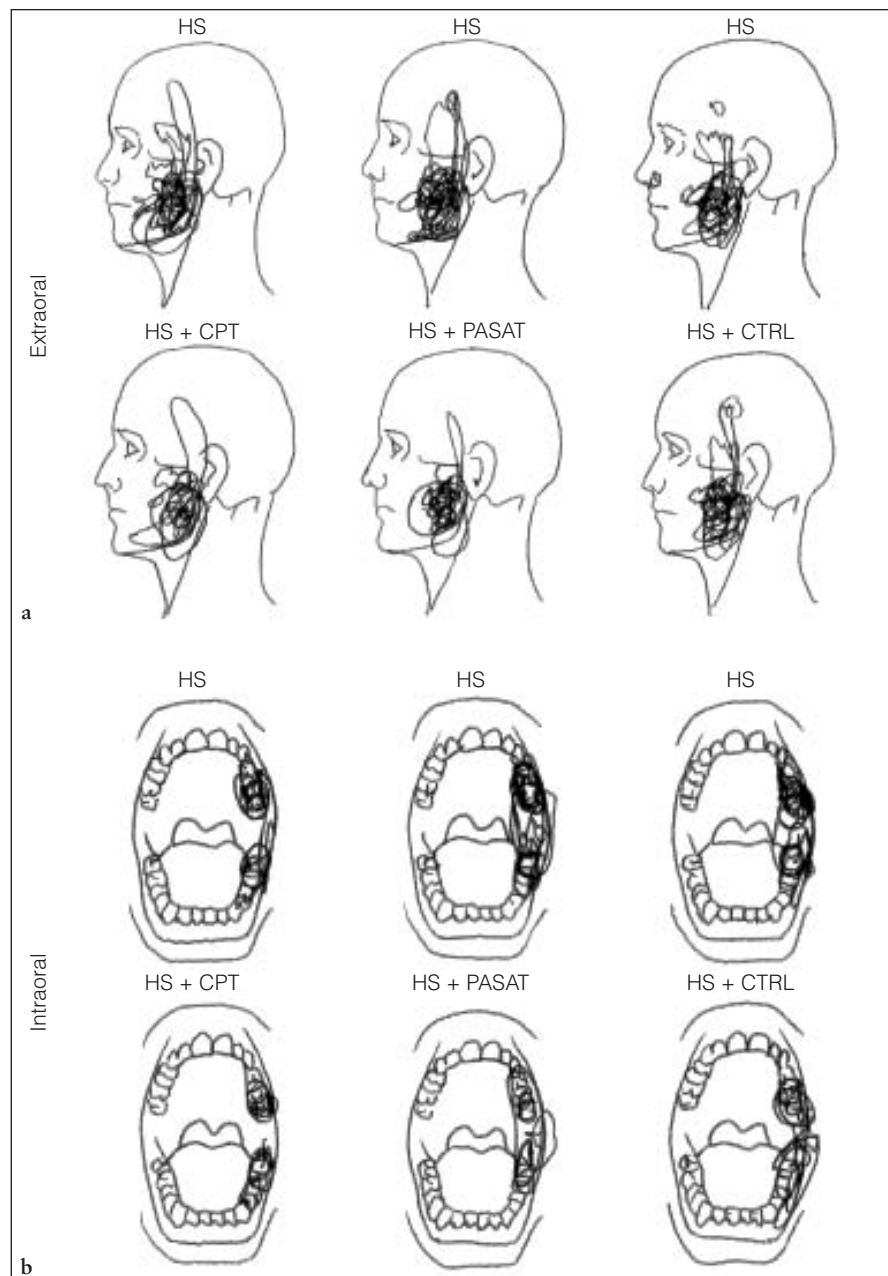 HS HS HS
Extraoral
HS + CPT HS + PASAT HS + CTRL
a
HS HS HS
Intraoral
HS + CPT HS + PASAT HS + CTRL
b